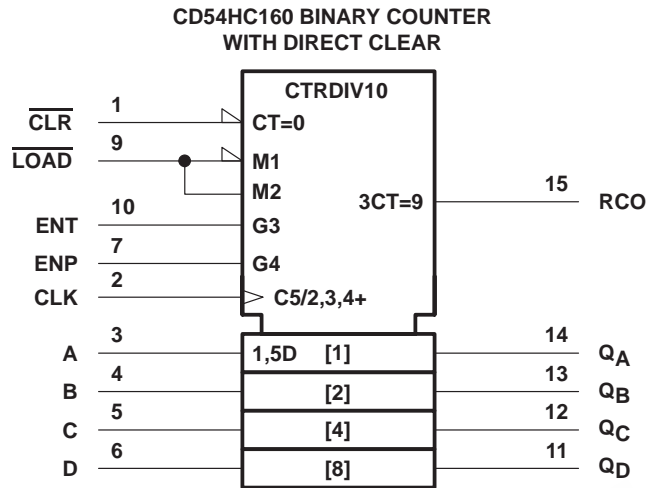 CD54HC160 BINARY COUNTER
WITH DIRECT CLEAR
CTRDIV10
CLR 1 CT=0
LOAD 9 M1
M2
3CT=9 15 RCO
ENT 10 G3
ENP 7 G4
CLK 2 C5/2,3,4+
A 3 1,5D [1] 14 QA
B 4 [2] 13 QB
C 5 [4] 12 QC
D 6 [8] 11 QD